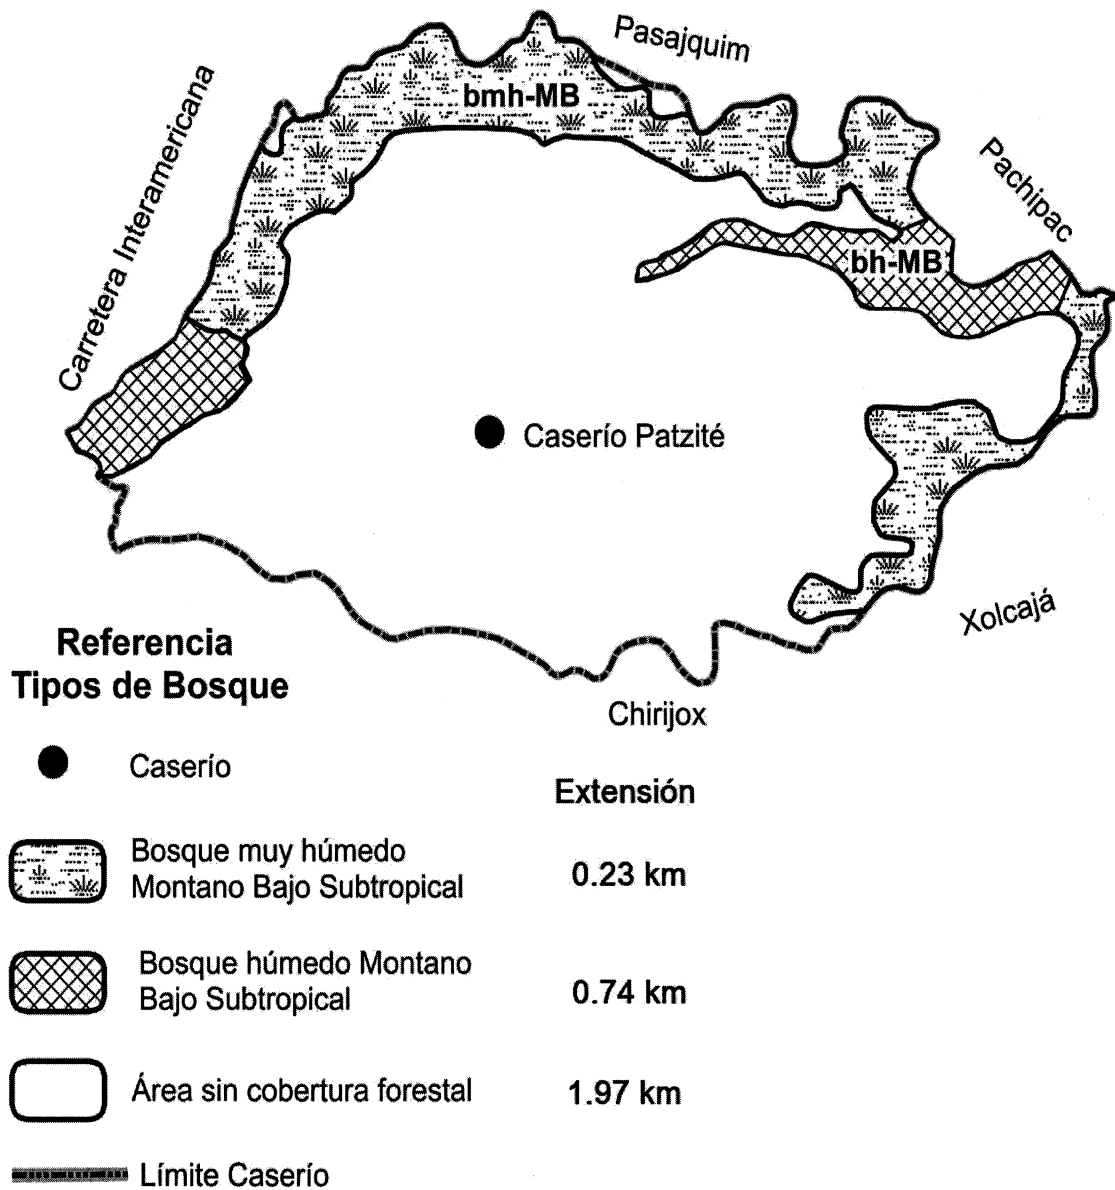 Pasajquim
Carretera Interamericana
bmh-MB
Pachipac
bh-MB
Caserío Patzité
Xolcajá
Chirijox
Referencia
Tipos de Bosque
Caserío
Extensión
Bosque muy húmedo
Montano Bajo Subtropical
0.23 km
Bosque húmedo Montano
Bajo Subtropical
0.74 km
Área sin cobertura forestal
1.97 km
Límite Caserío